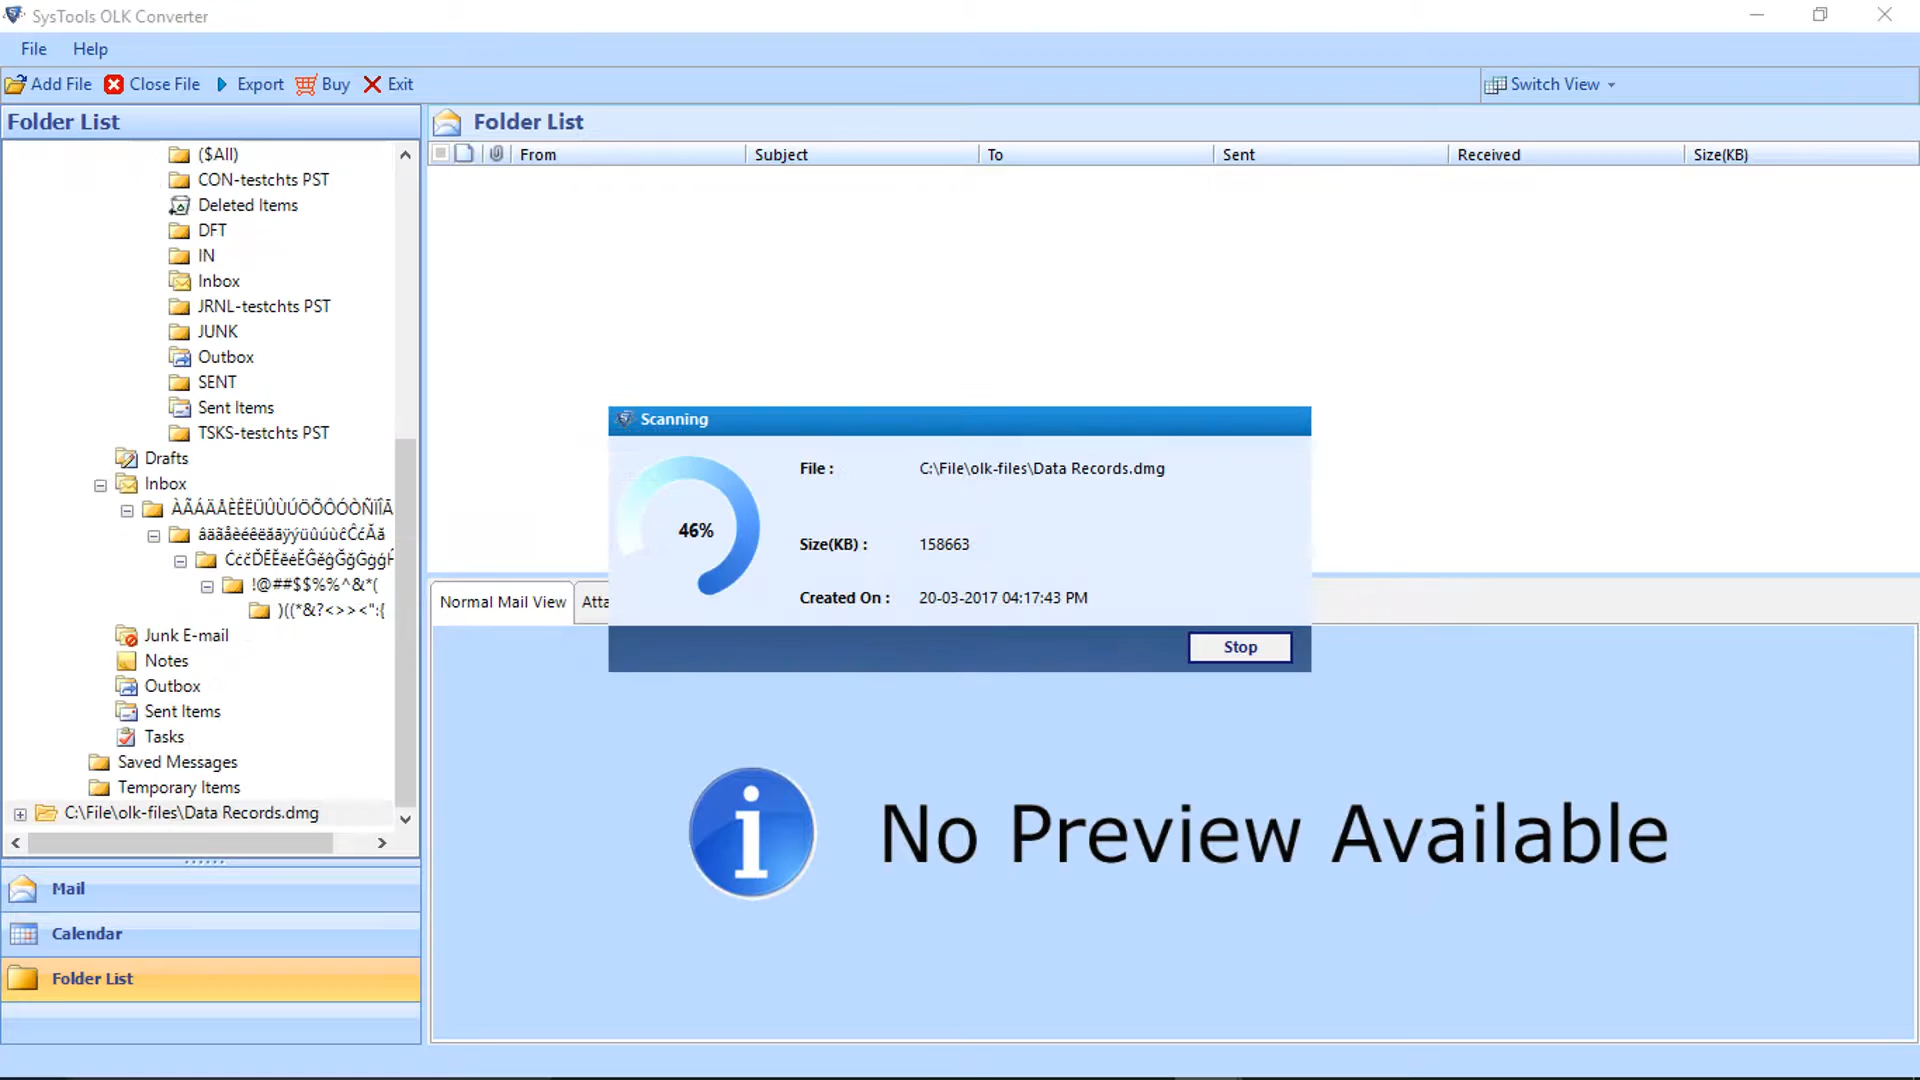 SysTools OLK Converter
File Help
Add File Close File Export Buy Exit Switch View
Folder List
Folder List
From Subject To Sent Received Size(KB)
($All)
CON-testchts PST
Deleted Items
DFT
IN
Inbox
JRNL-testchts PST
JUNK
Outbox
SENT
Sent Items
TSKS-testchts PST
Drafts
Inbox
!@##$$%%^&*(
)((*&?<>><":{
Junk E-mail
Notes
Outbox
Sent Items
Tasks
Saved Messages
Temporary Items
C:\File\olk-files\Data Records.dmg
Mail
Calendar
Folder List
Scanning
46%
File : C:\File\olk-files\Data Records.dmg
Size(KB) : 158663
Created On : 20-03-2017 04:17:43 PM
Stop
Normal Mail View Atta
No Preview Available